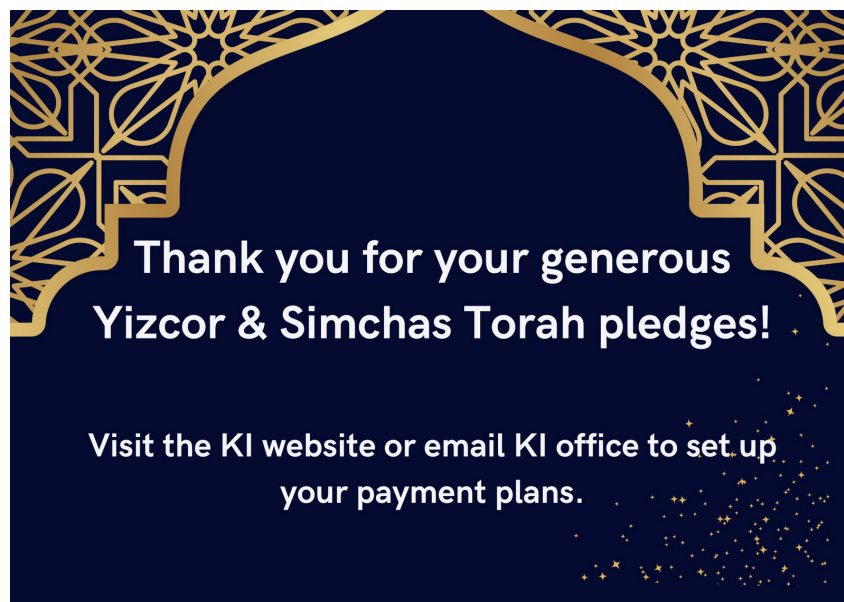 Thank you for your generous
Yizcor & Simchas Torah pledges!
Visit the KI website or email KI office to set up
your payment plans.